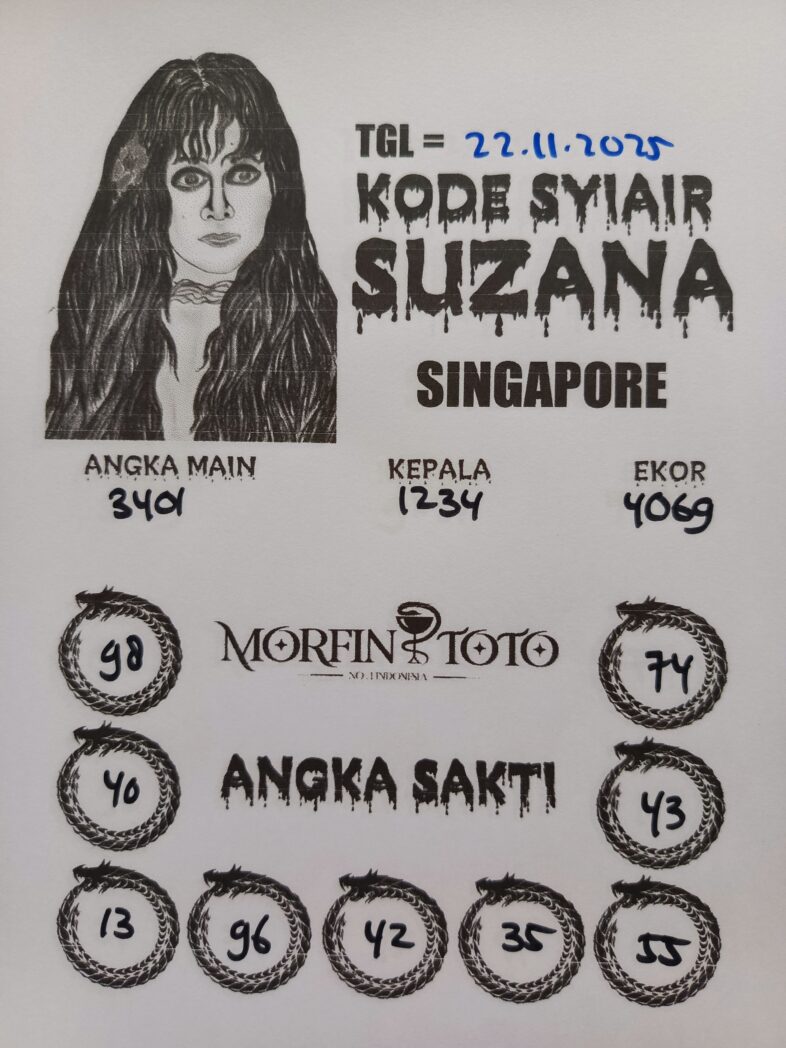 TGL = 22.11.2025
KODE SYIAIR
SUZANA
SINGAPORE
ANGKA MAIN KEPALA EKOR
3401 1234 4069
MORFIN TOTO
NO.1 INDONESIA
98 74
ANGKA SAKTI
40 43
13 96 42 35 55